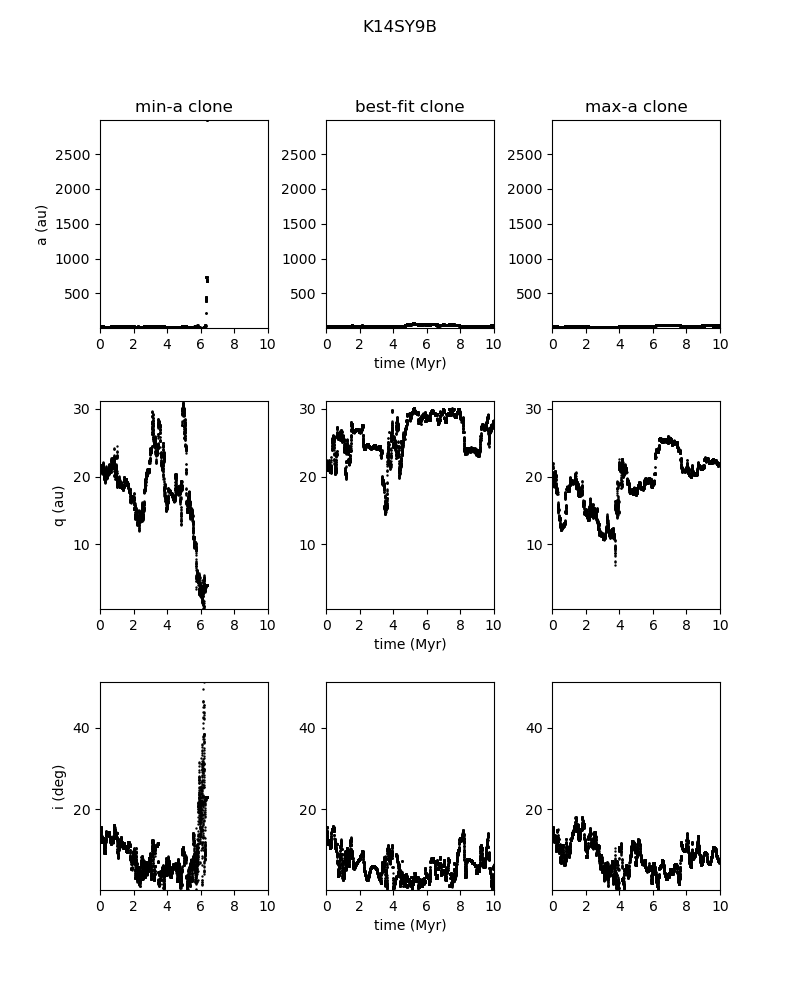 K14SY9B
min-a clone best-fit clone max-a clone
a (au)
2500 2500 2500
2000 2000 2000
1500 1500 1500
1000 1000 1000
500 500 500
0 2 4 6 8 10 0 2 4 6 8 10 0 2 4 6 8 10
time (Myr)
q (au)
30 30 30
20 20 20
10 10 10
0 2 4 6 8 10 0 2 4 6 8 10 0 2 4 6 8 10
time (Myr)
i (deg)
40 40 40
20 20 20
0 2 4 6 8 10 0 2 4 6 8 10 0 2 4 6 8 10
time (Myr)